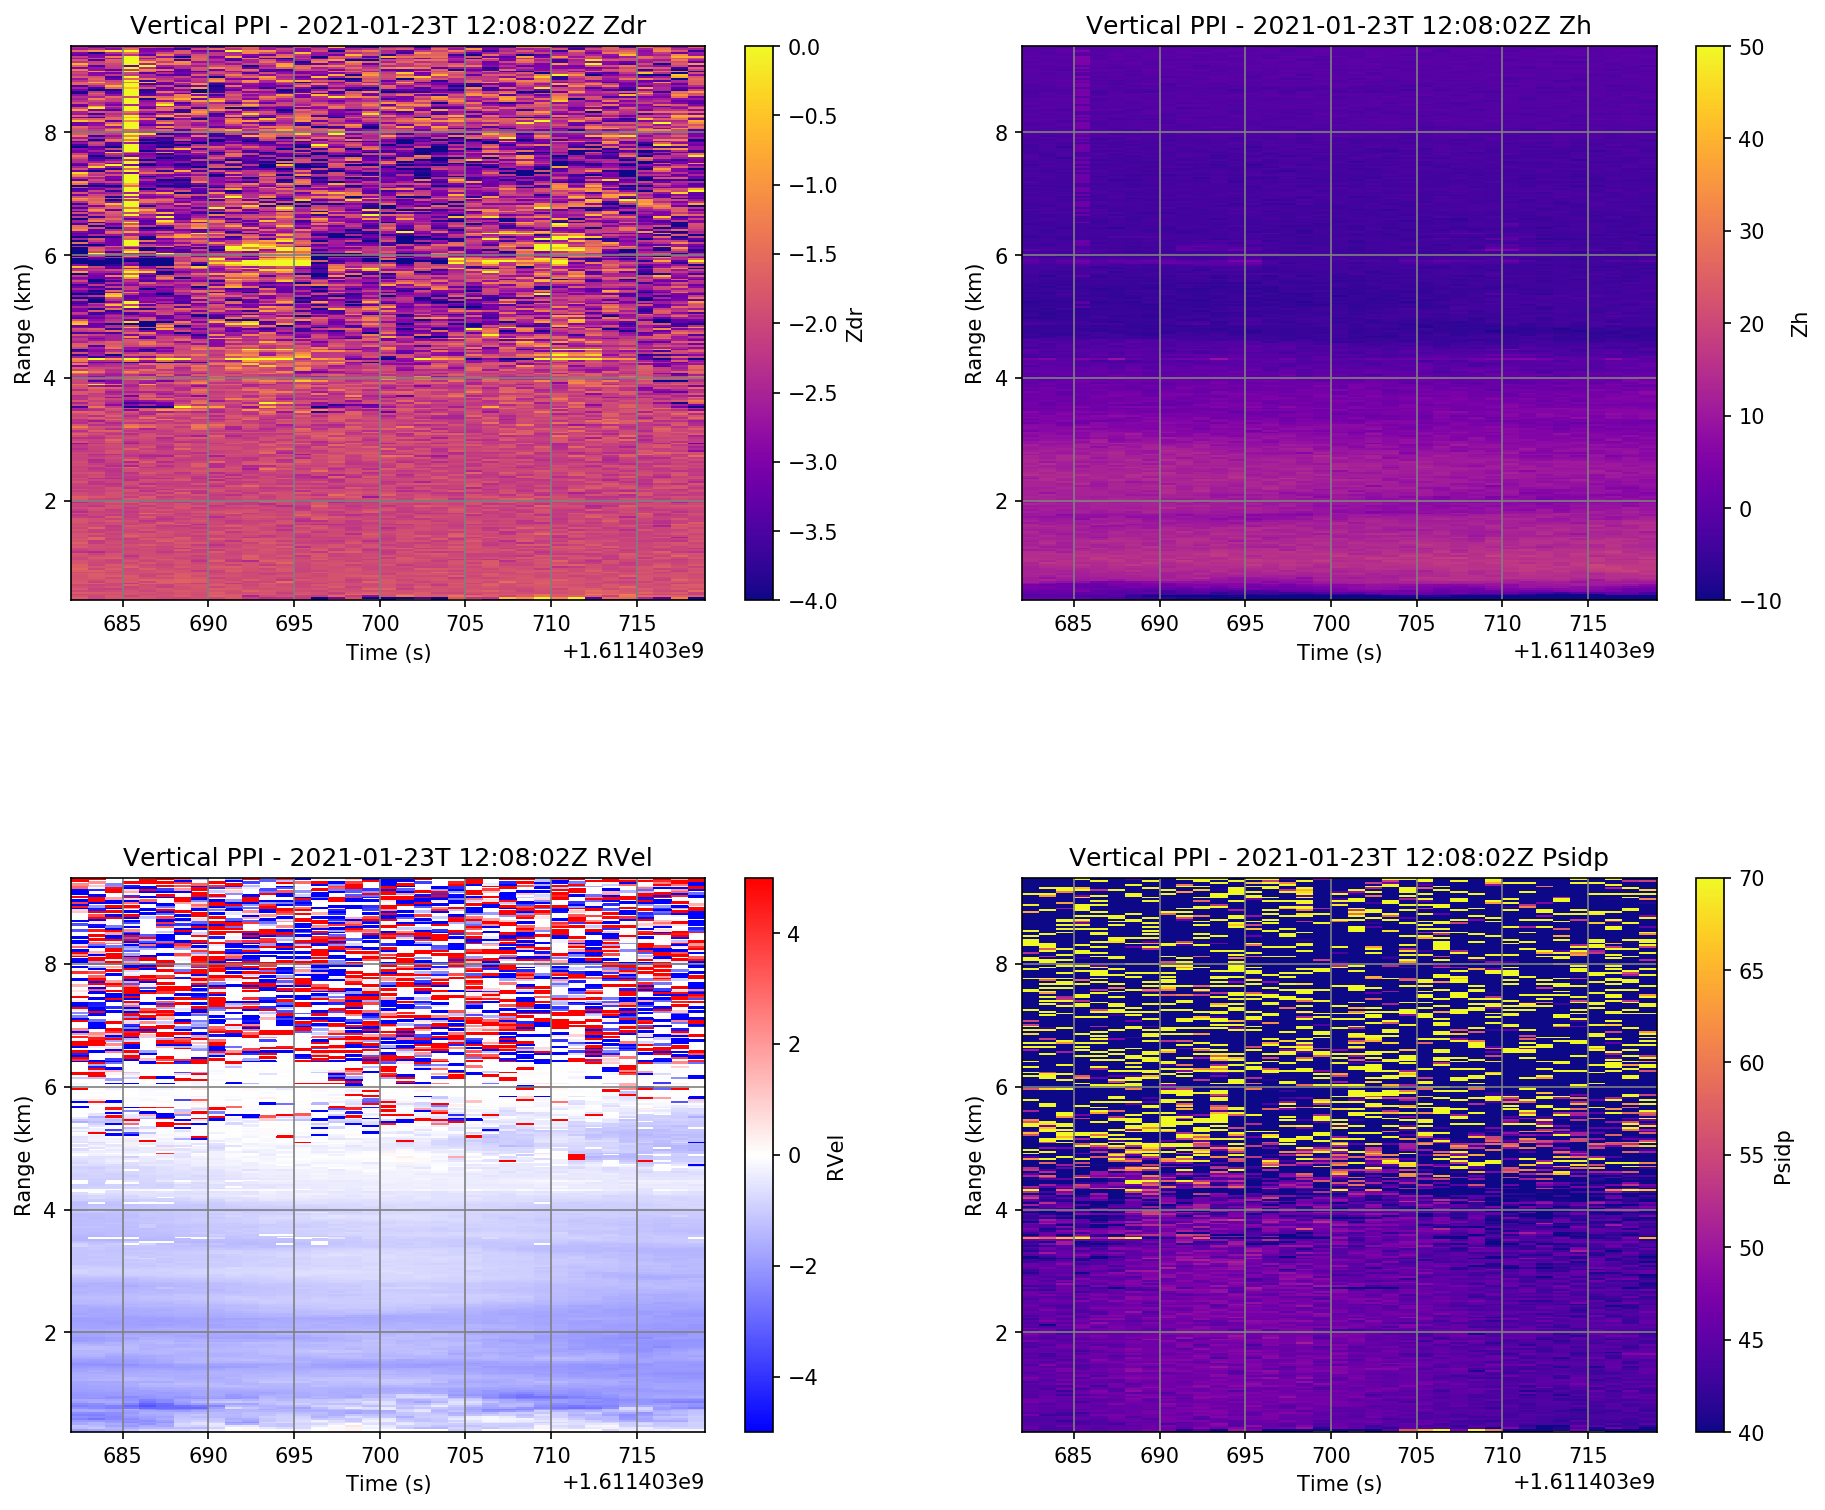 Vertical PPI - 2021-01-23T 12:08:02Z Zdr
Range (km)
8
6
4
2
685 690 695 700 705 710 715
Time (s)
+1.611403e9
0.0
−0.5
−1.0
−1.5
−2.0
−2.5
−3.0
−3.5
−4.0
Zdr
Vertical PPI - 2021-01-23T 12:08:02Z Zh
Range (km)
8
6
4
2
685 690 695 700 705 710 715
Time (s)
+1.611403e9
50
40
30
20
10
0
−10
Zh
Vertical PPI - 2021-01-23T 12:08:02Z RVel
Range (km)
8
6
4
2
685 690 695 700 705 710 715
Time (s)
+1.611403e9
4
2
0
−2
−4
RVel
Vertical PPI - 2021-01-23T 12:08:02Z Psidp
Range (km)
8
6
4
2
685 690 695 700 705 710 715
Time (s)
+1.611403e9
70
65
60
55
50
45
40
Psidp